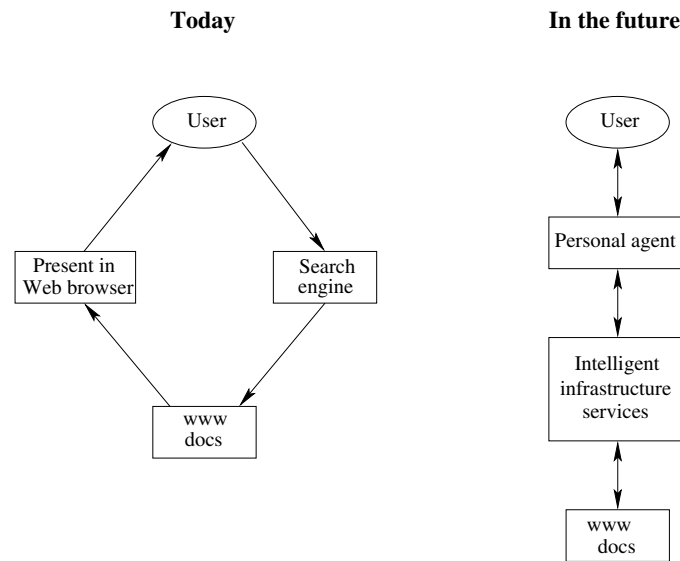 Today
User
Search
engine
www
docs
Present in
Web browser
In the future
User
Personal agent
Intelligent
infrastructure
services
www
docs